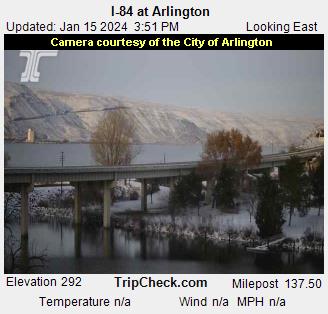 I-84 at Arlington
Updated: Jan 15 2024 3:51 PM Looking East
Camera courtesy of the City of Arlington
Elevation 292 TripCheck.com Milepost 137.50
Temperature n/a Wind n/a MPH n/a